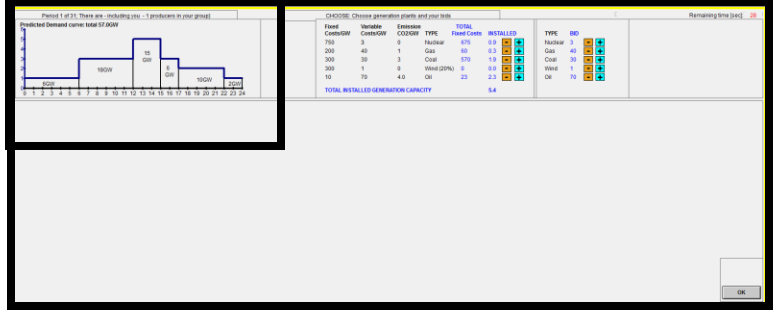 Period 1 of 31; There are - including you - 1 producers in your group)
CHOOSE: Choose generation plants and your bids
Remaining time [sec]: 28
Predicted Demand curve: total 57.0GW
15
GW
18GW
GW
10GW
5GW
2GW
0 1 2 3 4 5 6 7 8 9 10 11 12 13 14 15 16 17 18 19 20 21 22 23 24
Fixed Variable Emission TOTAL
Costs/GW Costs/GW CO2/GW TYPE Fixed Costs INSTALLED TYPE BID
750 3 0 Nuclear 675 0.9 - + Nuclear 3 - +
200 40 1 Gas 60 0.3 - + Gas 40 - +
300 30 3 Coal 570 1.9 - + Coal 30 - +
300 1 0 Wind (20%) 0 0.0 - + Wind 1 - +
10 70 4.0 Oil 23 2.3 - + Oil 70 - +
TOTAL INSTALLED GENERATION CAPACITY 5.4
OK